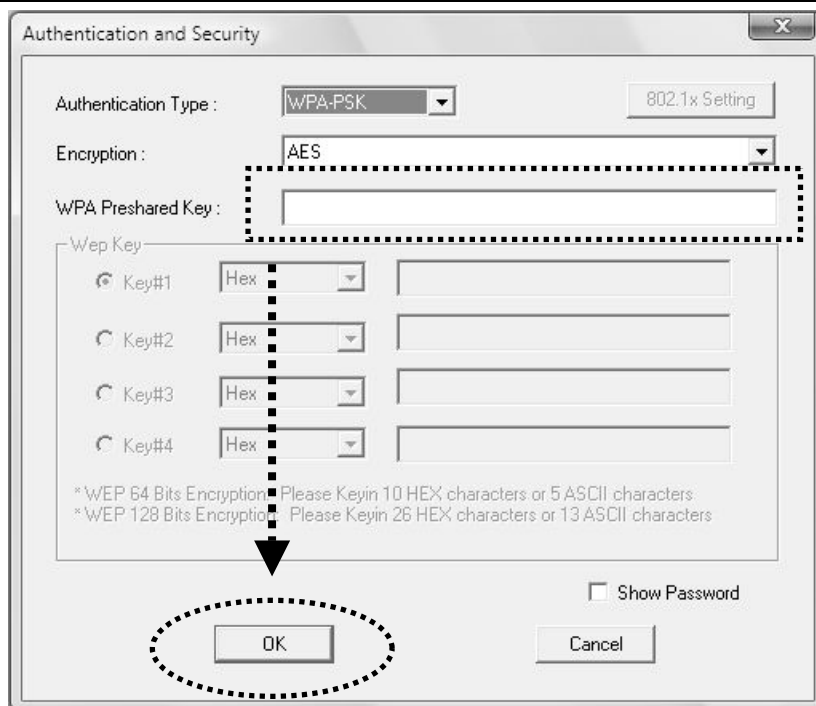 Authentication and Security
Authentication Type : WPA-PSK 802.1x Setting
Encryption : AES
WPA Preshared Key :
Wep Key
Key#1 Hex
Key#2 Hex
Key#3 Hex
Key#4 Hex
* WEP 64 Bits Encryption: Please Keyin 10 HEX characters or 5 ASCII characters
* WEP 128 Bits Encryption: Please Keyin 26 HEX characters or 13 ASCII characters
Show Password
OK Cancel